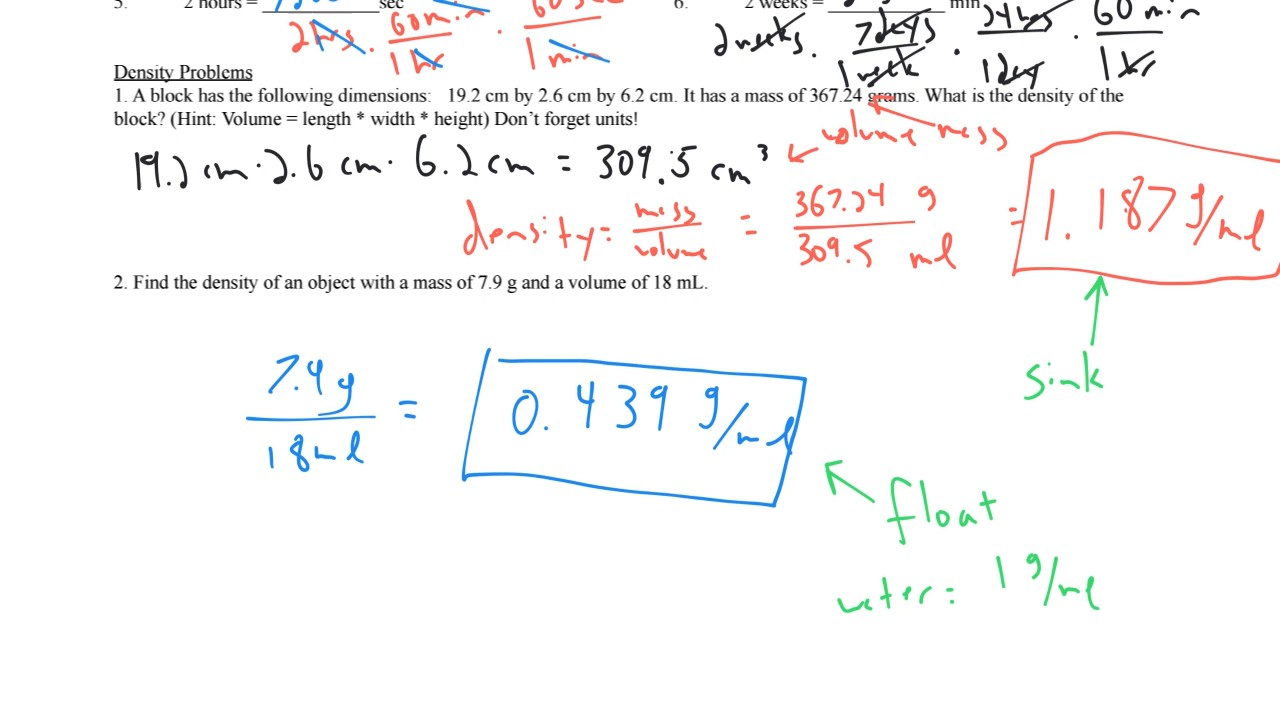 5. 2 hours = sec 6. 2 weeks = min
2 hrs · 60 min / 1 hr · 60 sec / 1 min 2 weeks · 7 days / 1 week · 24 hrs / 1 day · 60 min / 1 hr
Density Problems
1. A block has the following dimensions: 19.2 cm by 2.6 cm by 6.2 cm. It has a mass of 367.24 grams. What is the density of the
block? (Hint: Volume = length * width * height) Don't forget units!
volume mass
19.2 cm · 2.6 cm · 6.2 cm = 309.5 cm³
density = mass / volume = 367.24 g / 309.5 ml = 1.187 g/ml
2. Find the density of an object with a mass of 7.9 g and a volume of 18 mL.
sink
7.9 g / 18 ml = 0.439 g/ml
float
water = 1 g/ml